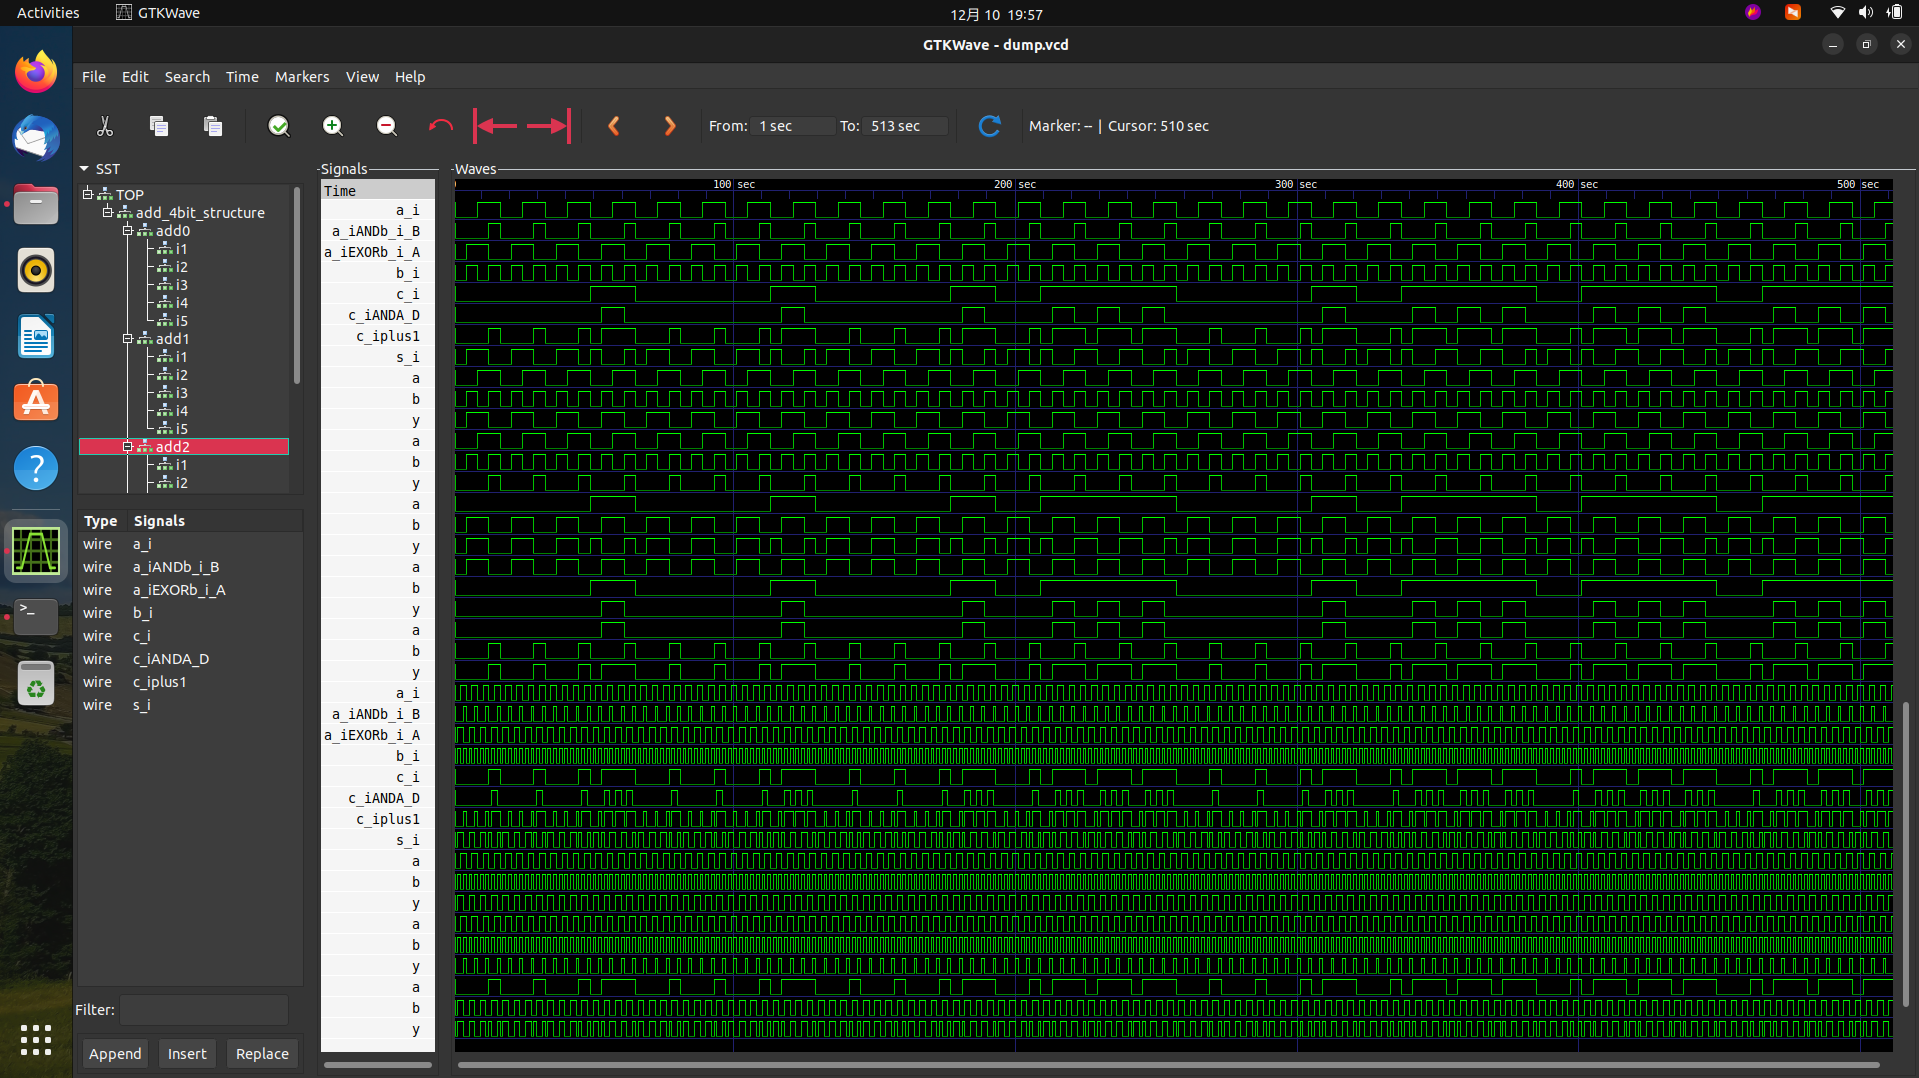 Activities GTKWave 12月 10 19:57
GTKWave - dump.vcd
File Edit Search Time Markers View Help
From: 1 sec To: 513 sec Marker: -- | Cursor: 510 sec
SST
TOP
add_4bit_structure
add0
i1
i2
i3
i4
i5
add1
i1
i2
i3
i4
i5
add2
i1
i2
Type Signals
wire a_i
wire a_iANDb_i_B
wire a_iEXORb_i_A
wire b_i
wire c_i
wire c_iANDA_D
wire c_iplus1
wire s_i
Filter:
Append Insert Replace
Signals
Time
a_i
a_iANDb_i_B
a_iEXORb_i_A
b_i
c_i
c_iANDA_D
c_iplus1
s_i
a
b
y
a
b
y
a
b
y
a
b
y
a
b
y
a_i
a_iANDb_i_B
a_iEXORb_i_A
b_i
c_i
c_iANDA_D
c_iplus1
s_i
a
b
y
a
b
y
a
b
y
Waves
100 sec 200 sec 300 sec 400 sec 500 sec